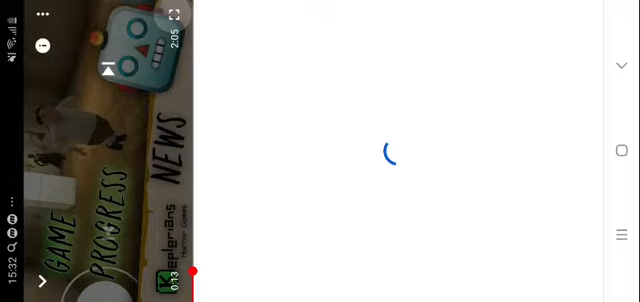 15:32
GAME
PROGRESS
NEWS
Keplerians
Horror Games
0:13
2:05